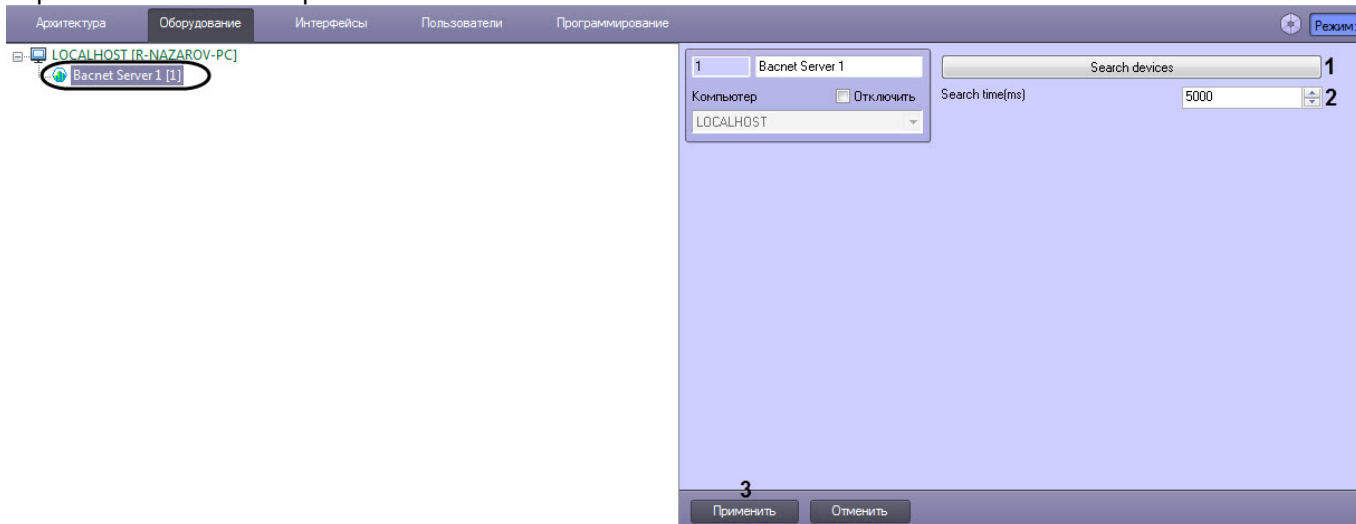 Архитектура Оборудование Интерфейсы Пользователи Программирование Режим:
LOCALHOST [R-NAZAROV-PC]
Bacnet Server 1 [1]
1 Bacnet Server 1
Search devices 1
Компьютер Отключить
Search time(ms) 5000 2
LOCALHOST
3
Применить Отменить